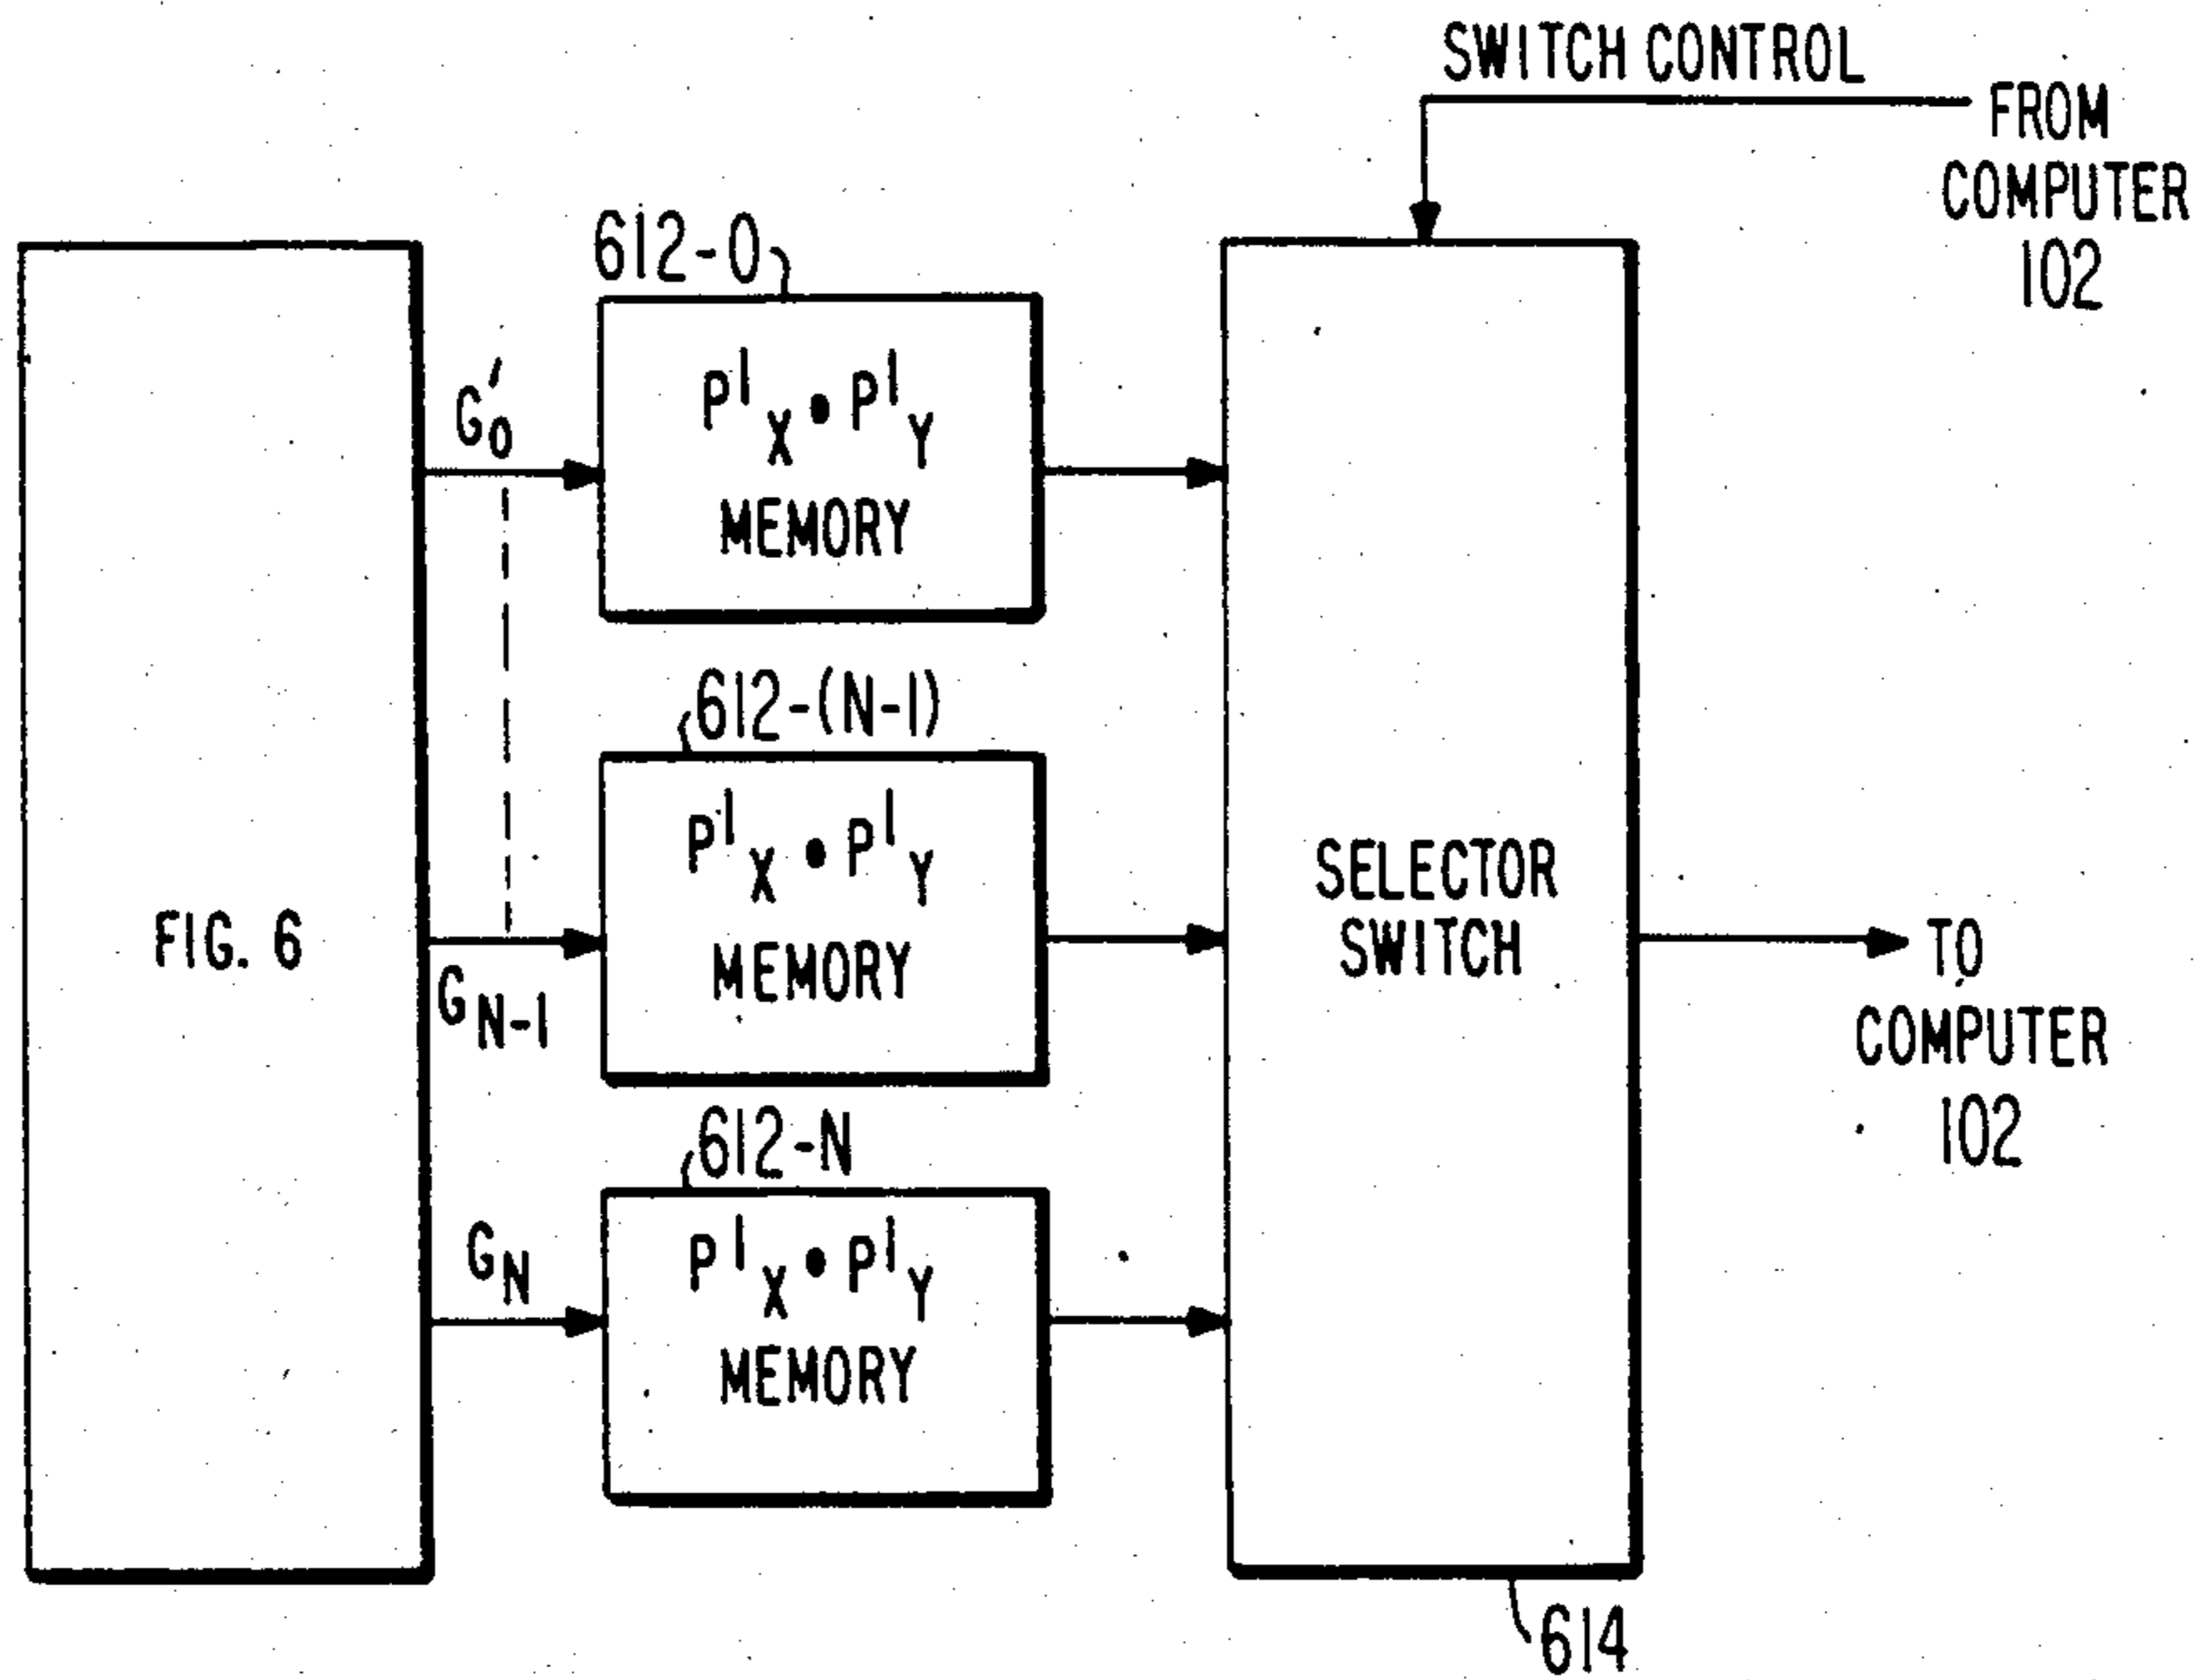 SWITCH CONTROL
FROM
COMPUTER
102
612-0
G'0
P'X • P'Y
MEMORY
612-(N-1)
P'X • P'Y
MEMORY
FIG. 6
GN-1
SELECTOR
SWITCH
TO
COMPUTER
102
612-N
GN
P'X • P'Y
MEMORY
614